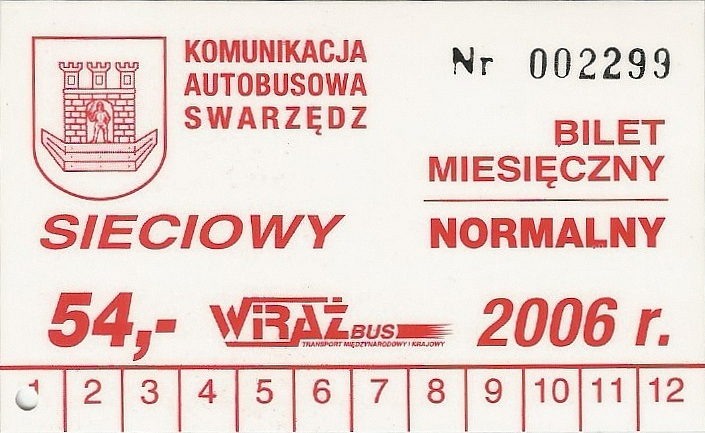 KOMUNIKACJA
AUTOBUSOWA
SWARZĘDZ
Nr 002299
BILET
MIESIĘCZNY
SIECIOWY
NORMALNY
54,-
WiRAŻ BUS
TRANSPORT MIĘDZYNARODOWY I KRAJOWY
2006 r.
1 2 3 4 5 6 7 8 9 10 11 12